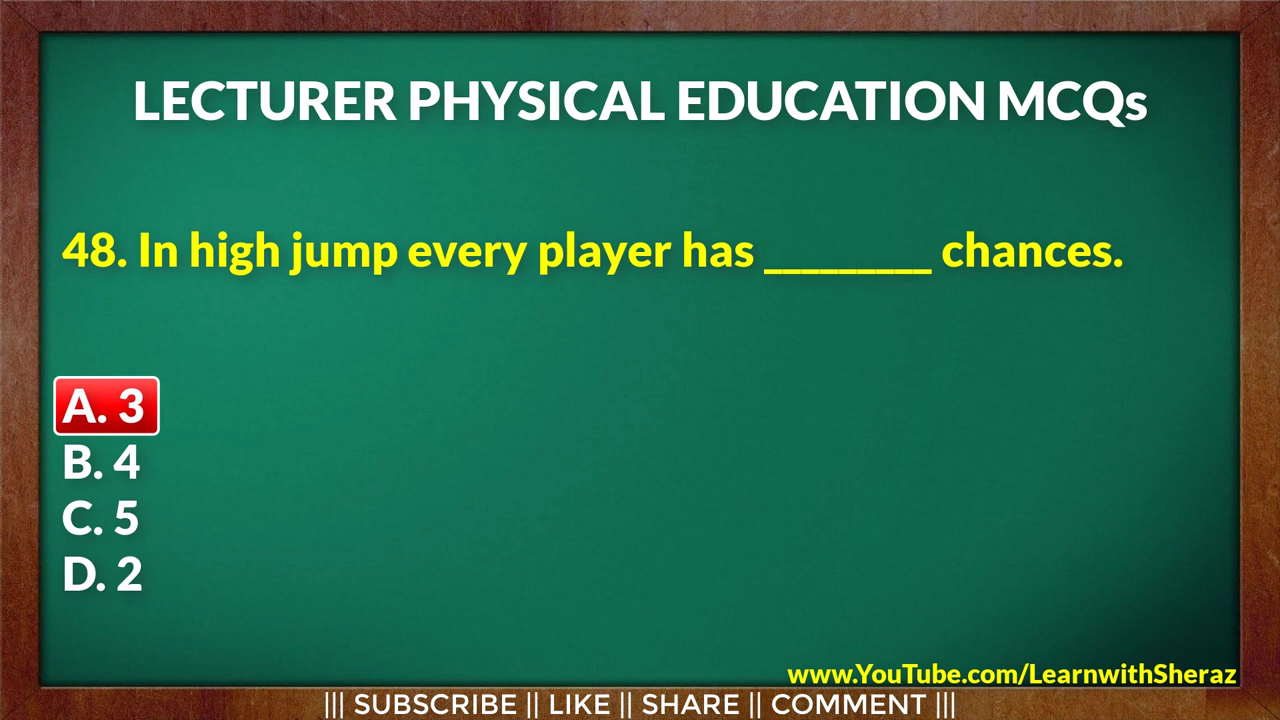 LECTURER PHYSICAL EDUCATION MCQs
48. In high jump every player has _________ chances.
A. 3
B. 4
C. 5
D. 2
www.YouTube.com/LearnwithSheraz
||| SUBSCRIBE || LIKE || SHARE || COMMENT |||